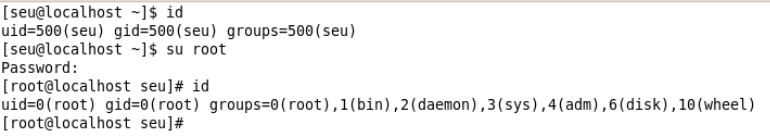 [seu@localhost ~]$ id
uid=500(seu) gid=500(seu) groups=500(seu)
[seu@localhost ~]$ su root
Password:
[root@localhost seu]# id
uid=0(root) gid=0(root) groups=0(root),1(bin),2(daemon),3(sys),4(adm),6(disk),10(wheel)
[root@localhost seu]#